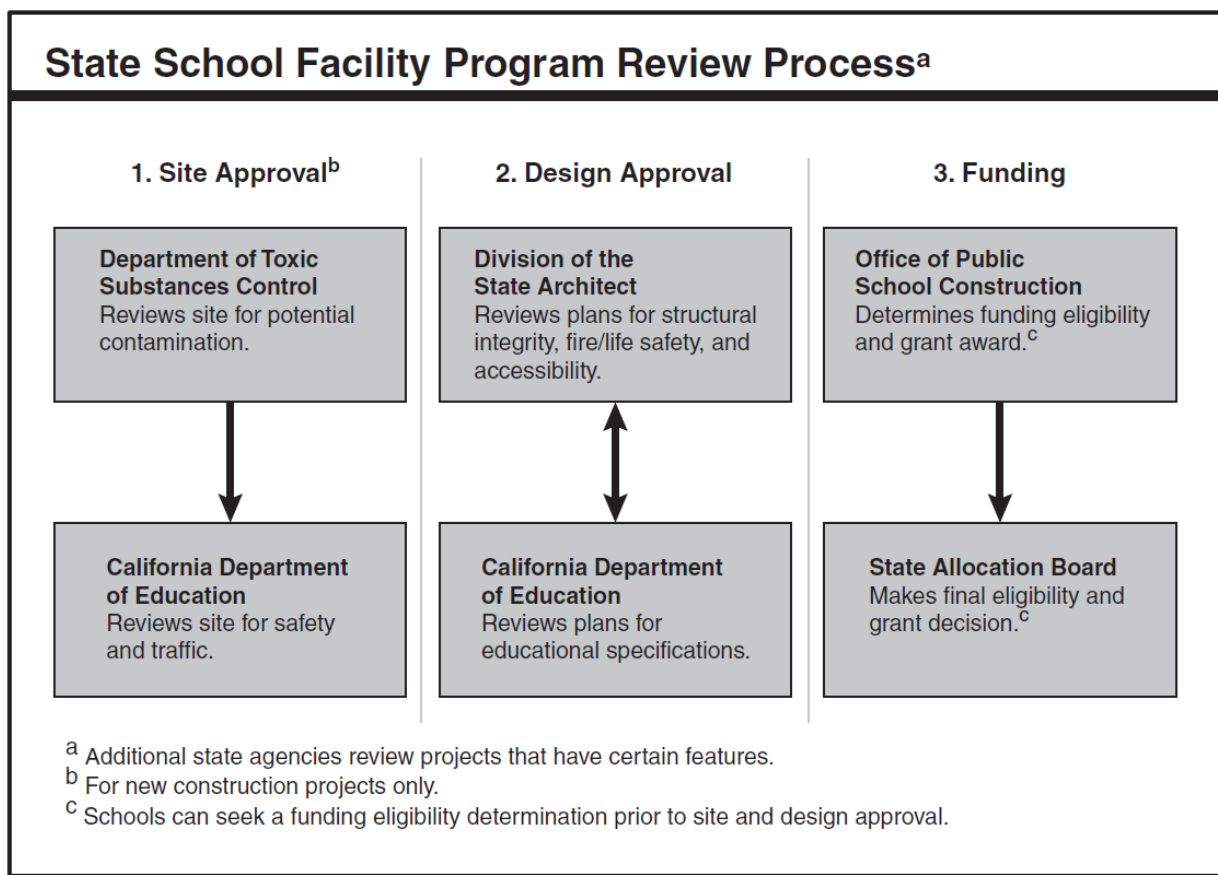 State School Facility Program Review Processᵃ
1. Site Approvalᵇ
Department of Toxic
Substances Control
Reviews site for potential
contamination.
California Department
of Education
Reviews site for safety
and traffic.
2. Design Approval
Division of the
State Architect
Reviews plans for structural
integrity, fire/life safety, and
accessibility.
California Department
of Education
Reviews plans for
educational specifications.
3. Funding
Office of Public
School Construction
Determines funding eligibility
and grant award.ᶜ
State Allocation Board
Makes final eligibility and
grant decision.ᶜ
ᵃ Additional state agencies review projects that have certain features.
ᵇ For new construction projects only.
ᶜ Schools can seek a funding eligibility determination prior to site and design approval.